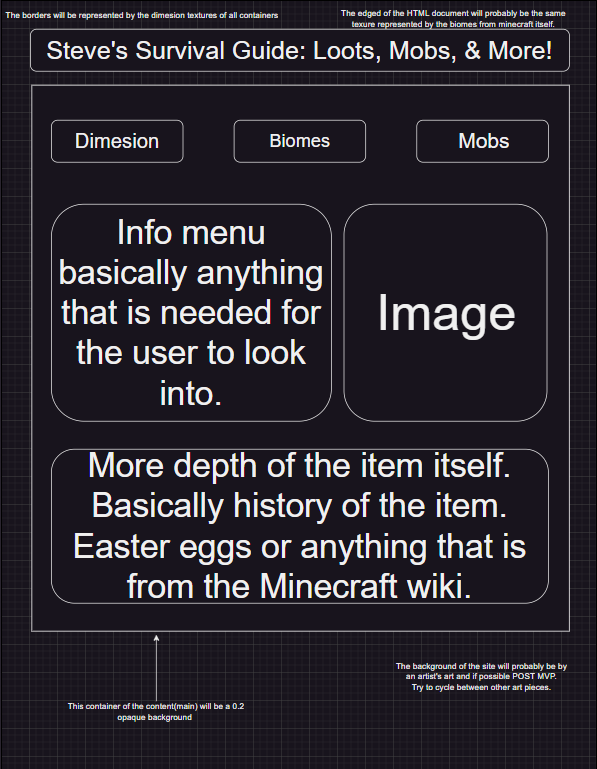 The borders will be represented by the dimesion textures of all containers
The edged of the HTML document will probably be the same
texure represented by the biomes from minecraft itself.
Steve's Survival Guide: Loots, Mobs, & More!
Dimesion
Biomes
Mobs
Info menu
basically anything
that is needed for
the user to look
into.
Image
More depth of the item itself.
Basically history of the item.
Easter eggs or anything that is
from the Minecraft wiki.
The background of the site will probably be by
an artist's art and if possible POST MVP.
Try to cycle between other art pieces.
This container of the content(main) will be a 0.2
opaque background